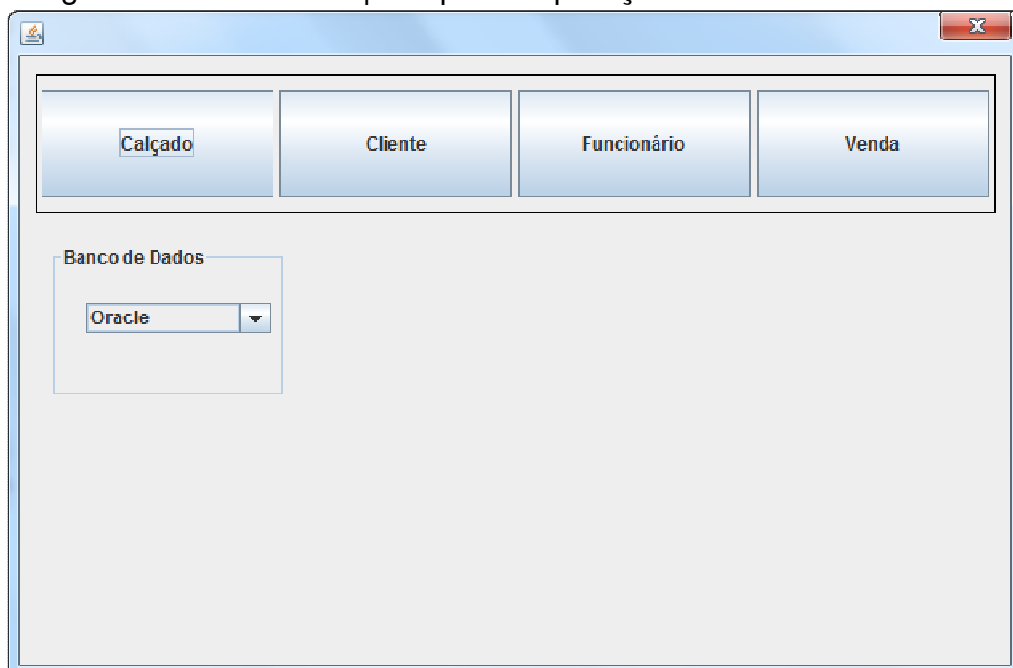 Calçado
Cliente
Funcionário
Venda
Banco de Dados
Oracle